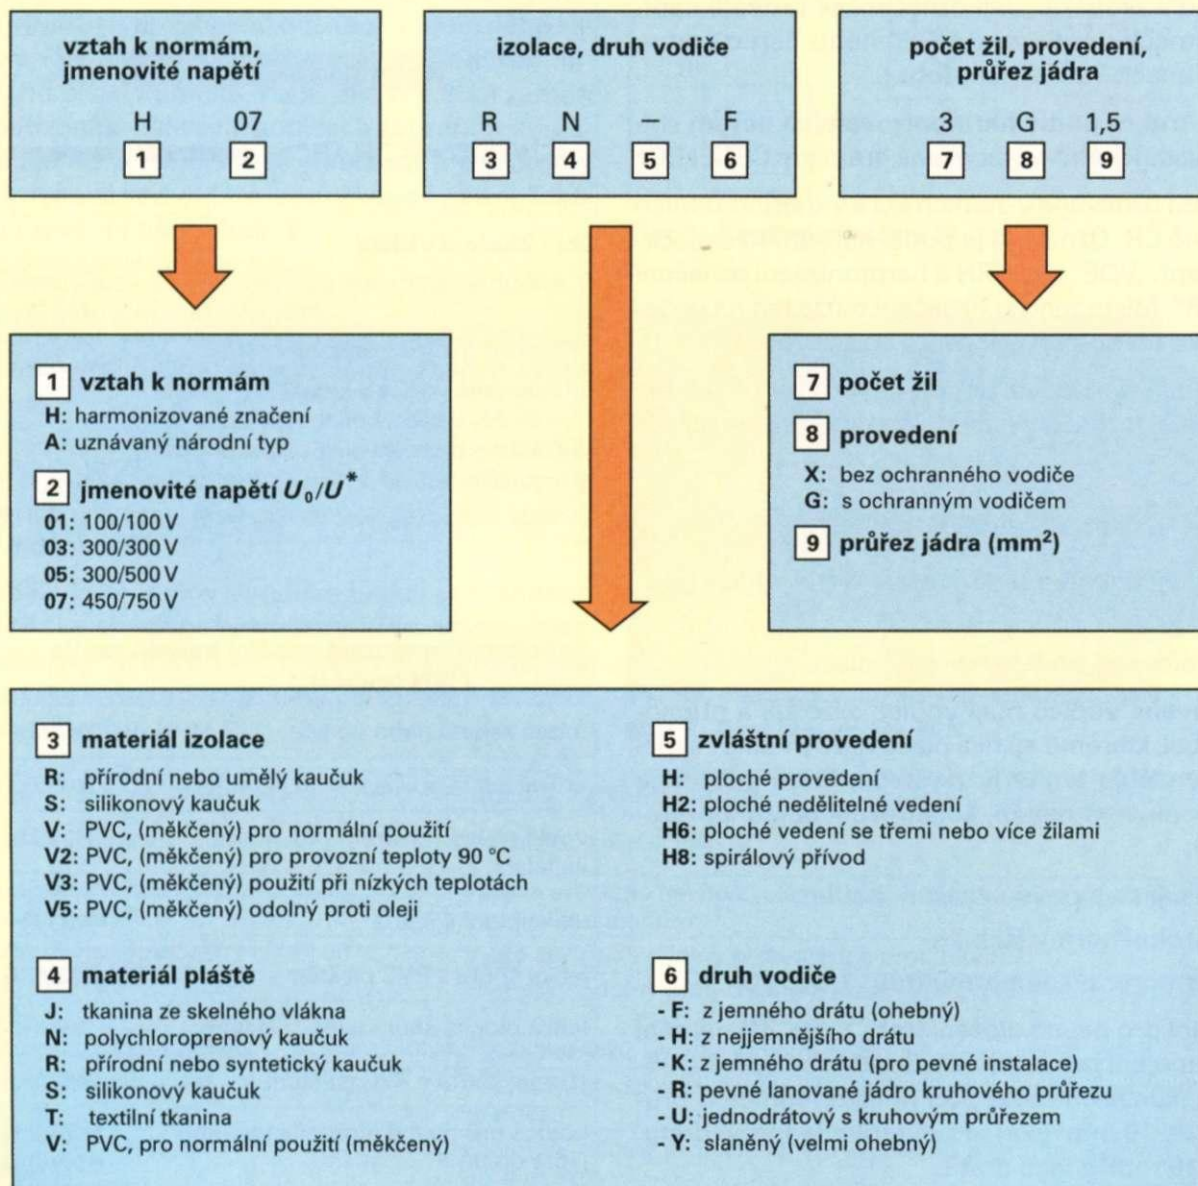 vztah k normám,
jmenovité napětí
H 07
1 2
izolace, druh vodiče
R N – F
3 4 5 6
počet žil, provedení,
průřez jádra
3 G 1,5
7 8 9
1 vztah k normám
H: harmonizované značení
A: uznávaný národní typ
2 jmenovité napětí U₀/U*
01: 100/100 V
03: 300/300 V
05: 300/500 V
07: 450/750 V
7 počet žil
8 provedení
X: bez ochranného vodiče
G: s ochranným vodičem
9 průřez jádra (mm²)
3 materiál izolace
R: přírodní nebo umělý kaučuk
S: silikonový kaučuk
V: PVC, (měkčený) pro normální použití
V2: PVC, (měkčený) pro provozní teploty 90 °C
V3: PVC, (měkčený) použití při nízkých teplotách
V5: PVC, (měkčený) odolný proti oleji
4 materiál pláště
J: tkanina ze skelného vlákna
N: polychloroprenový kaučuk
R: přírodní nebo syntetický kaučuk
S: silikonový kaučuk
T: textilní tkanina
V: PVC, pro normální použití (měkčený)
5 zvláštní provedení
H: ploché provedení
H2: ploché nedělitelné vedení
H6: ploché vedení se třemi nebo více žilami
H8: spirálový přívod
6 druh vodiče
- F: z jemného drátu (ohebný)
- H: z nejjemnějšího drátu
- K: z jemného drátu (pro pevné instalace)
- R: pevné lanované jádro kruhového průřezu
- U: jednodrátový s kruhovým průřezem
- Y: slaněný (velmi ohebný)